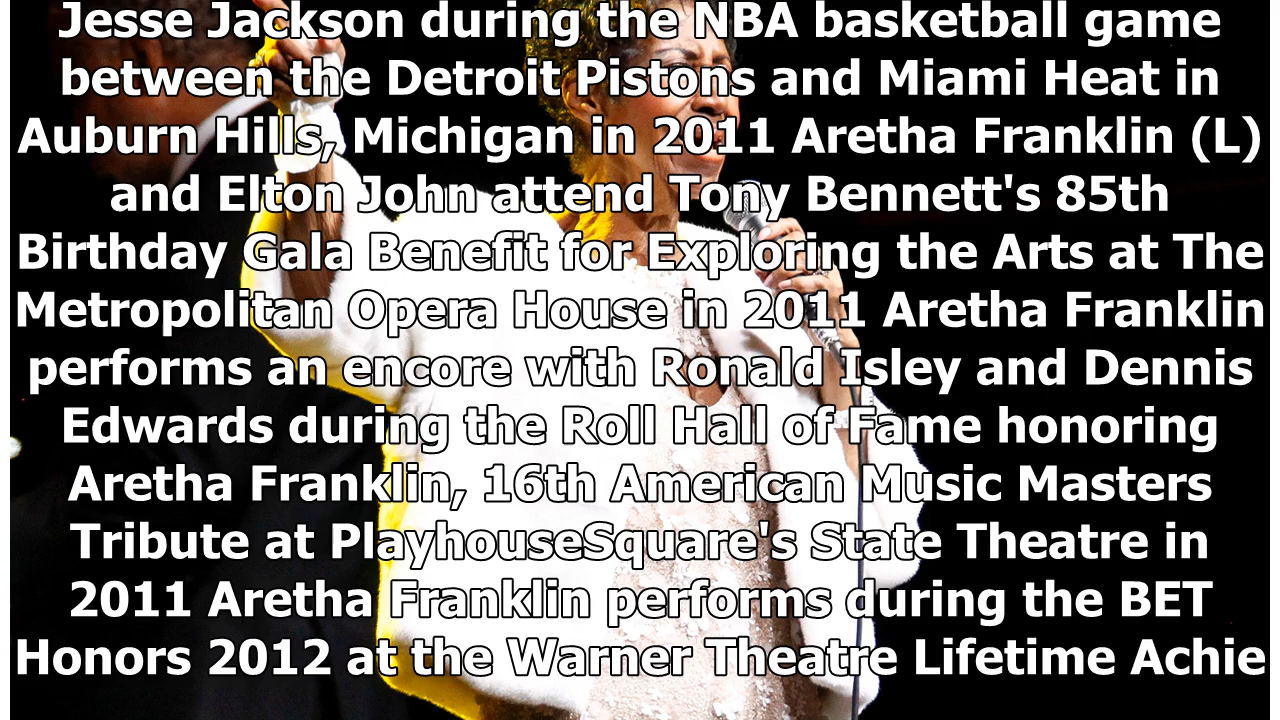 Jesse Jackson during the NBA basketball game
between the Detroit Pistons and Miami Heat in
Auburn Hills, Michigan in 2011 Aretha Franklin (L)
and Elton John attend Tony Bennett's 85th
Birthday Gala Benefit for Exploring the Arts at The
Metropolitan Opera House in 2011 Aretha Franklin
performs an encore with Ronald Isley and Dennis
Edwards during the Roll Hall of Fame honoring
Aretha Franklin, 16th American Music Masters
Tribute at PlayhouseSquare's State Theatre in
2011 Aretha Franklin performs during the BET
Honors 2012 at the Warner Theatre Lifetime Achie